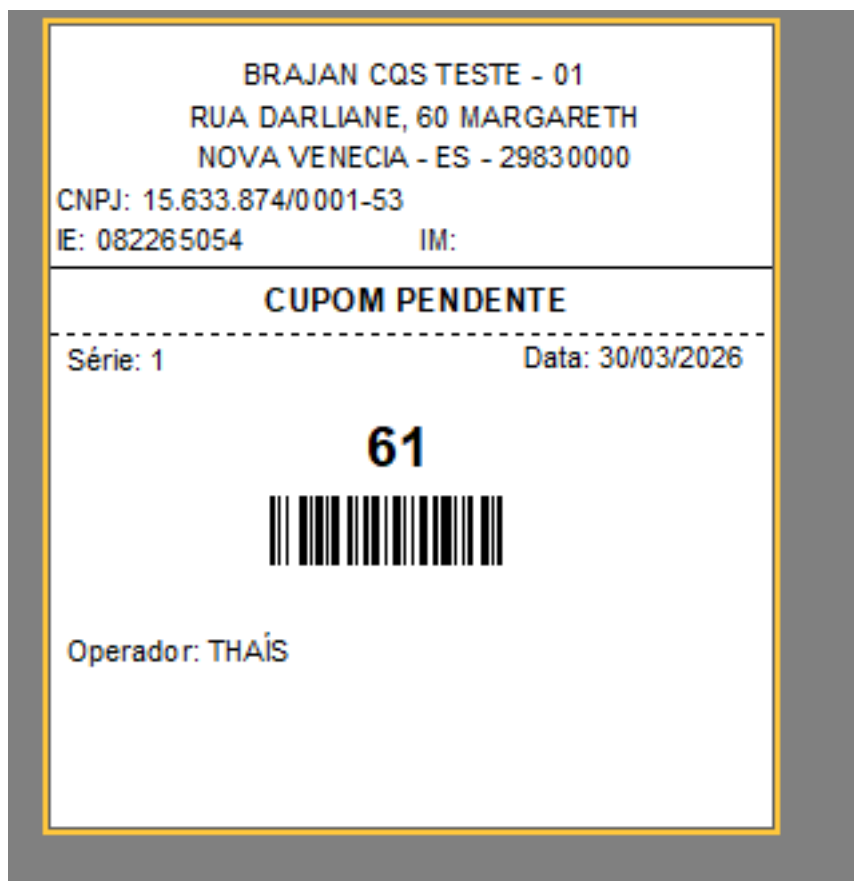 BRAJAN CQS TESTE - 01
RUA DARLIANE, 60 MARGARETH
NOVA VENECIA - ES - 29830000
CNPJ: 15.633.874/0001-53
IE: 082265054 IM:
CUPOM PENDENTE
Série: 1 Data: 30/03/2026
61
Operador: THAÍS